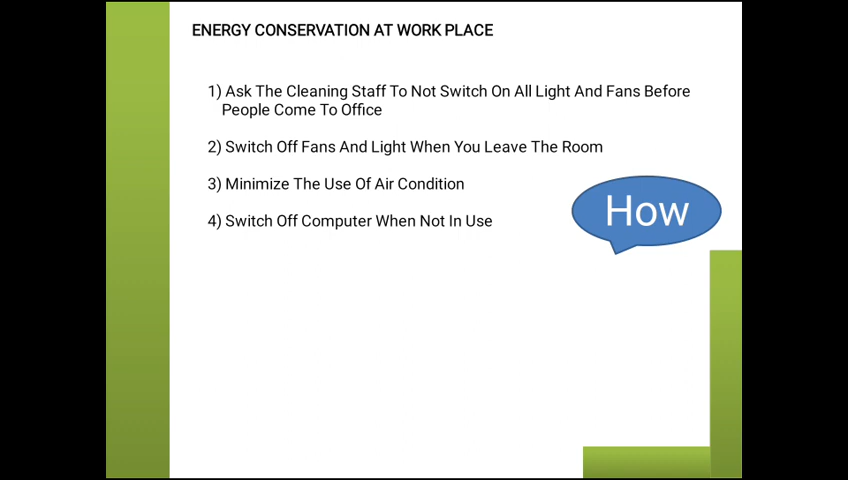 ENERGY CONSERVATION AT WORK PLACE
1) Ask The Cleaning Staff To Not Switch On All Light And Fans Before
People Come To Office
2) Switch Off Fans And Light When You Leave The Room
3) Minimize The Use Of Air Condition
How
4) Switch Off Computer When Not In Use